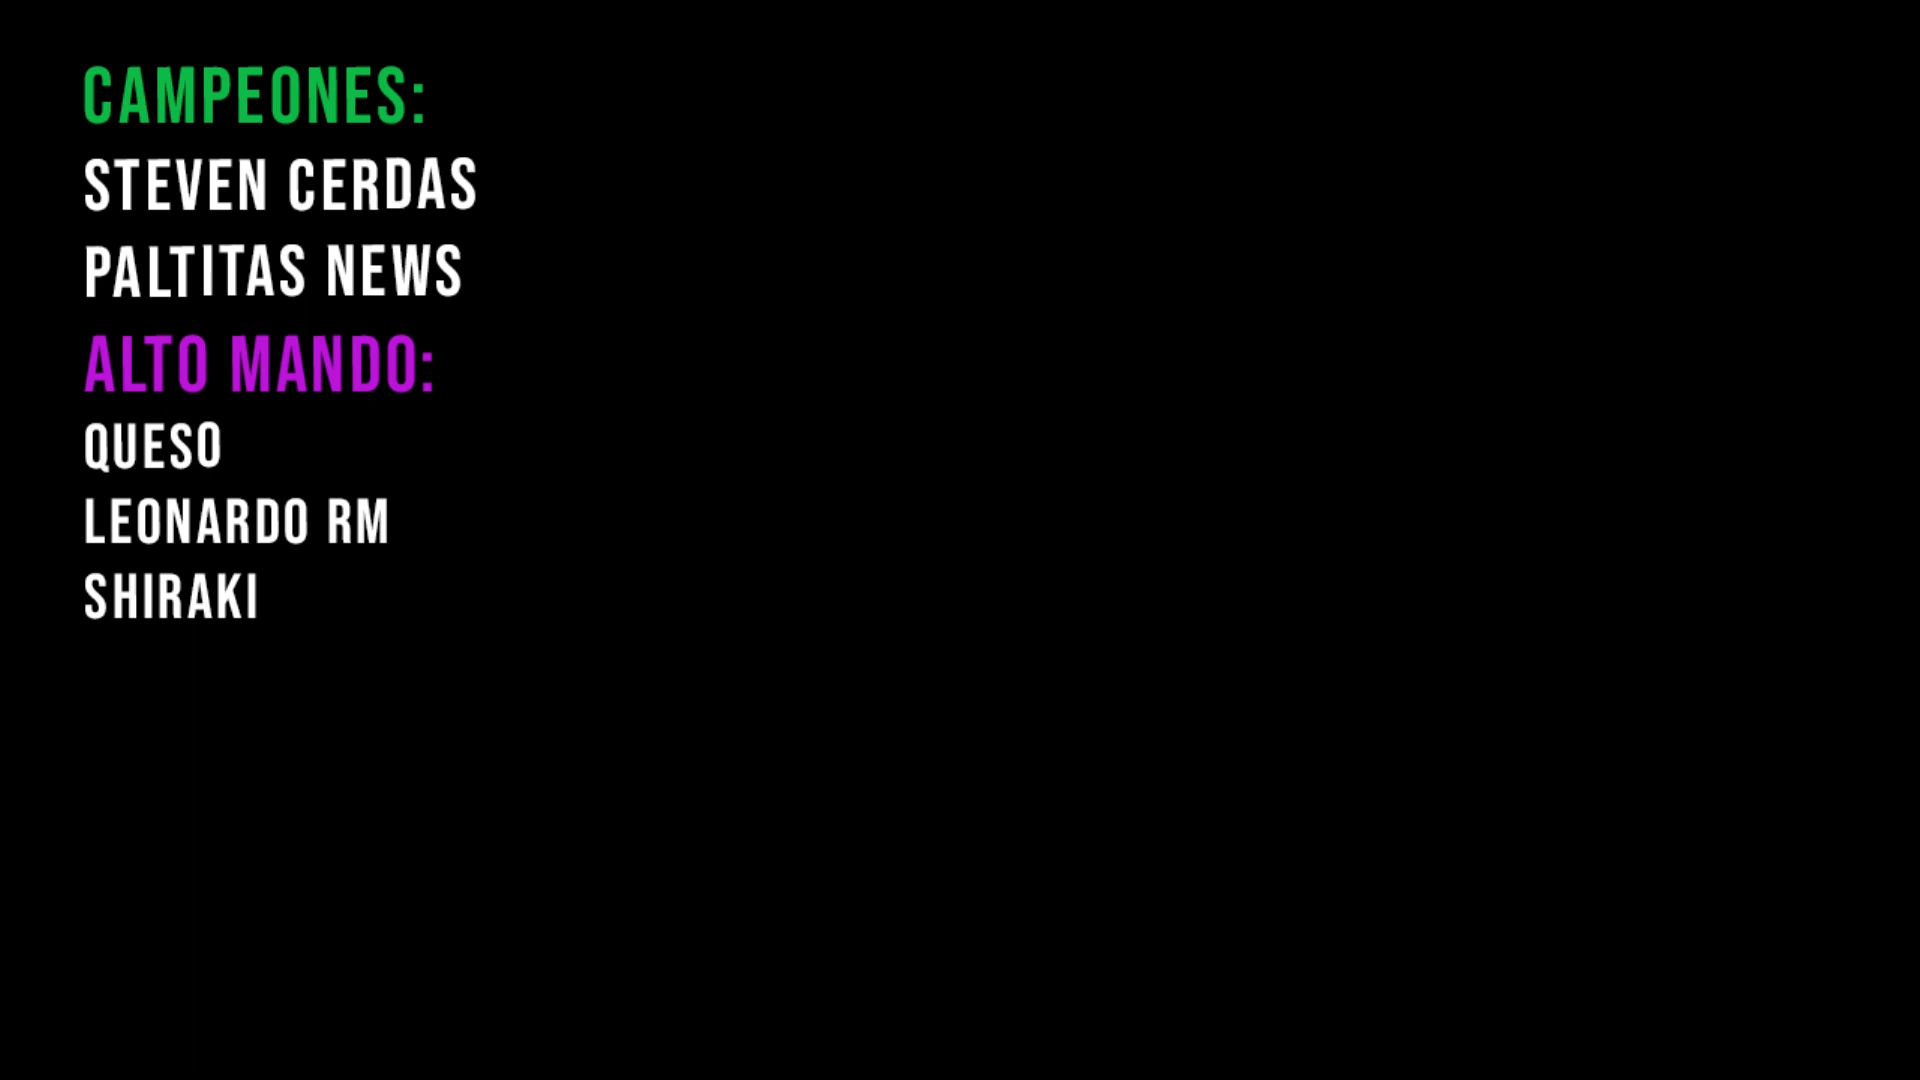 CAMPEONES:
STEVEN CERDAS
PALTITAS NEWS
ALTO MANDO:
QUESO
LEONARDO RM
SHIRAKI